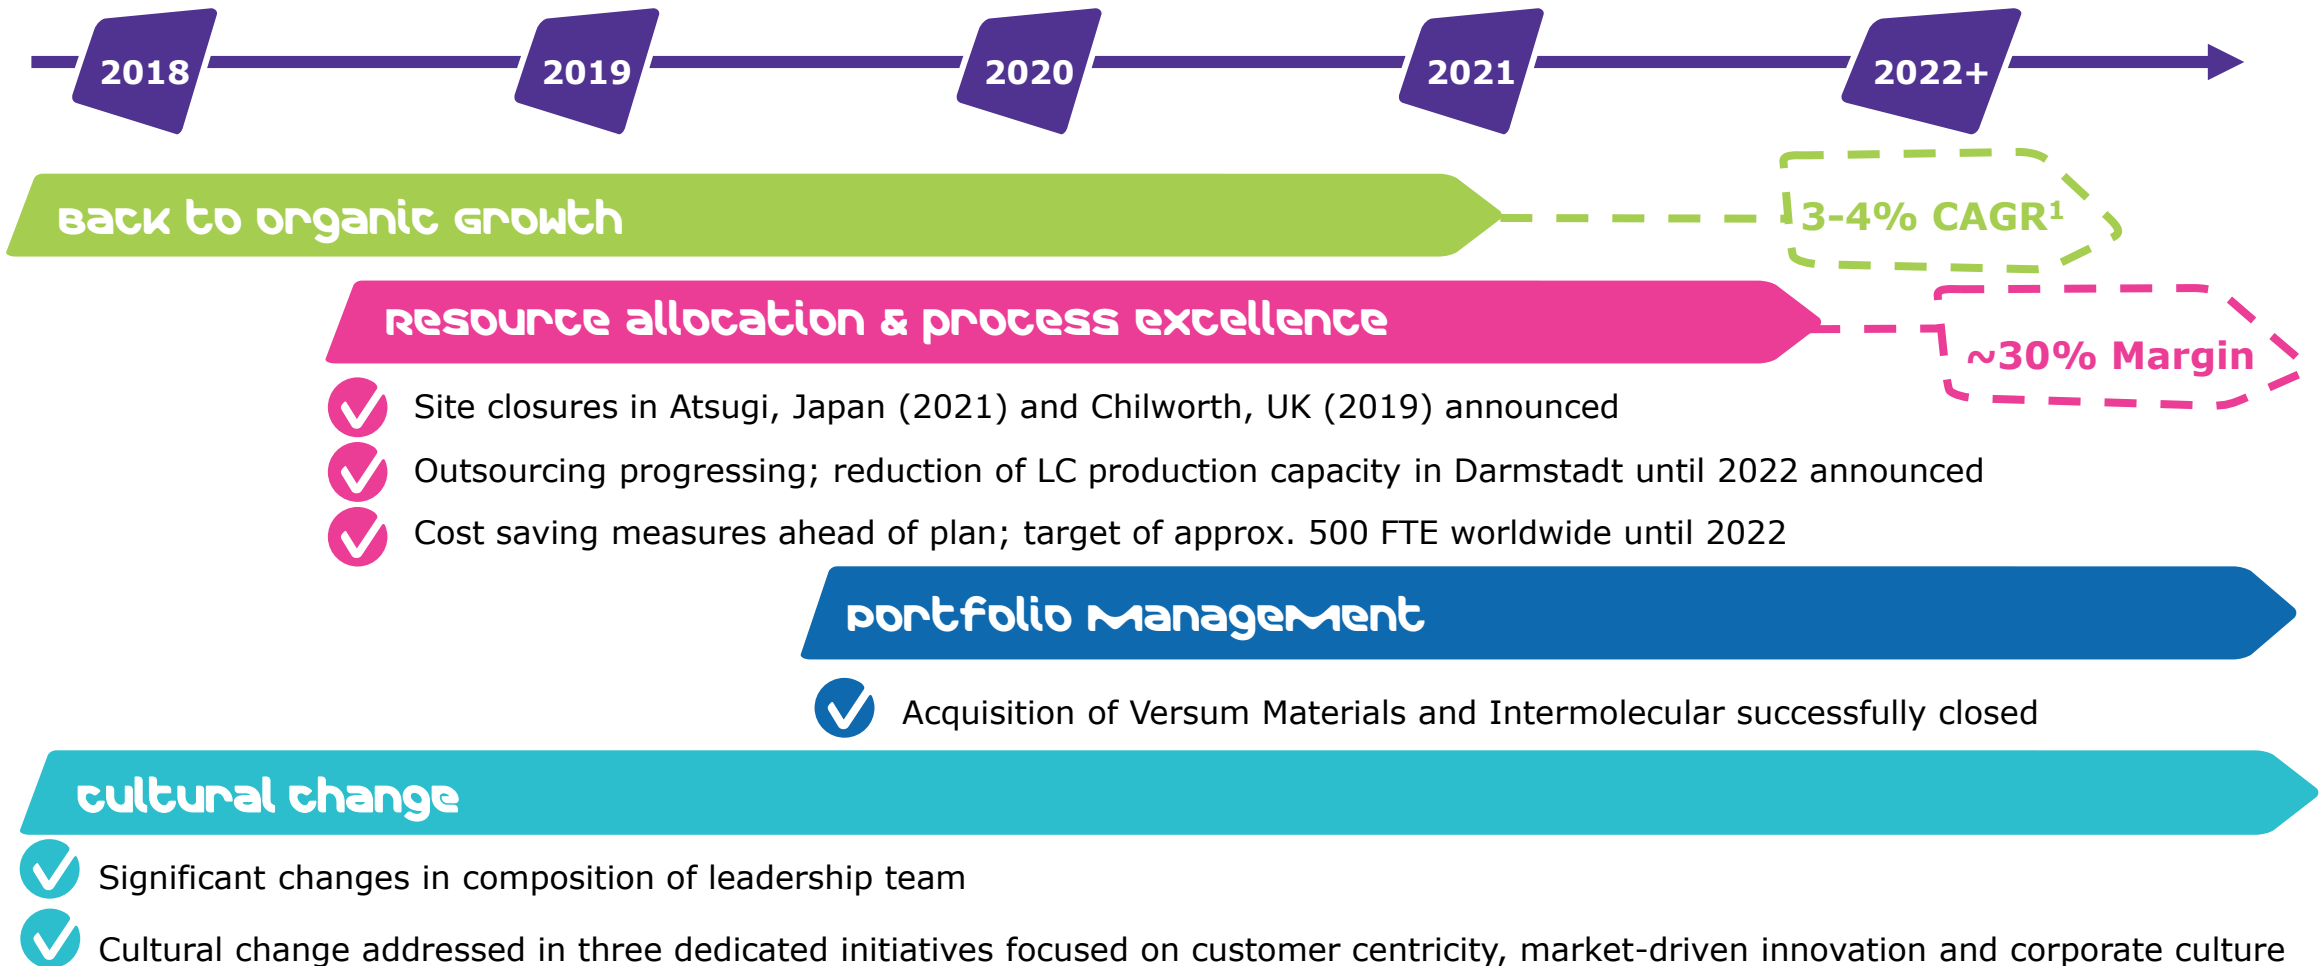 2018
2019
2020
2021
2022+
Back to Organic Growth
3-4% CAGR¹
Resource allocation & process excellence
~30% Margin
Site closures in Atsugi, Japan (2021) and Chilworth, UK (2019) announced
Outsourcing progressing; reduction of LC production capacity in Darmstadt until 2022 announced
Cost saving measures ahead of plan; target of approx. 500 FTE worldwide until 2022
Portfolio Management
Acquisition of Versum Materials and Intermolecular successfully closed
Cultural change
Significant changes in composition of leadership team
Cultural change addressed in three dedicated initiatives focused on customer centricity, market-driven innovation and corporate culture